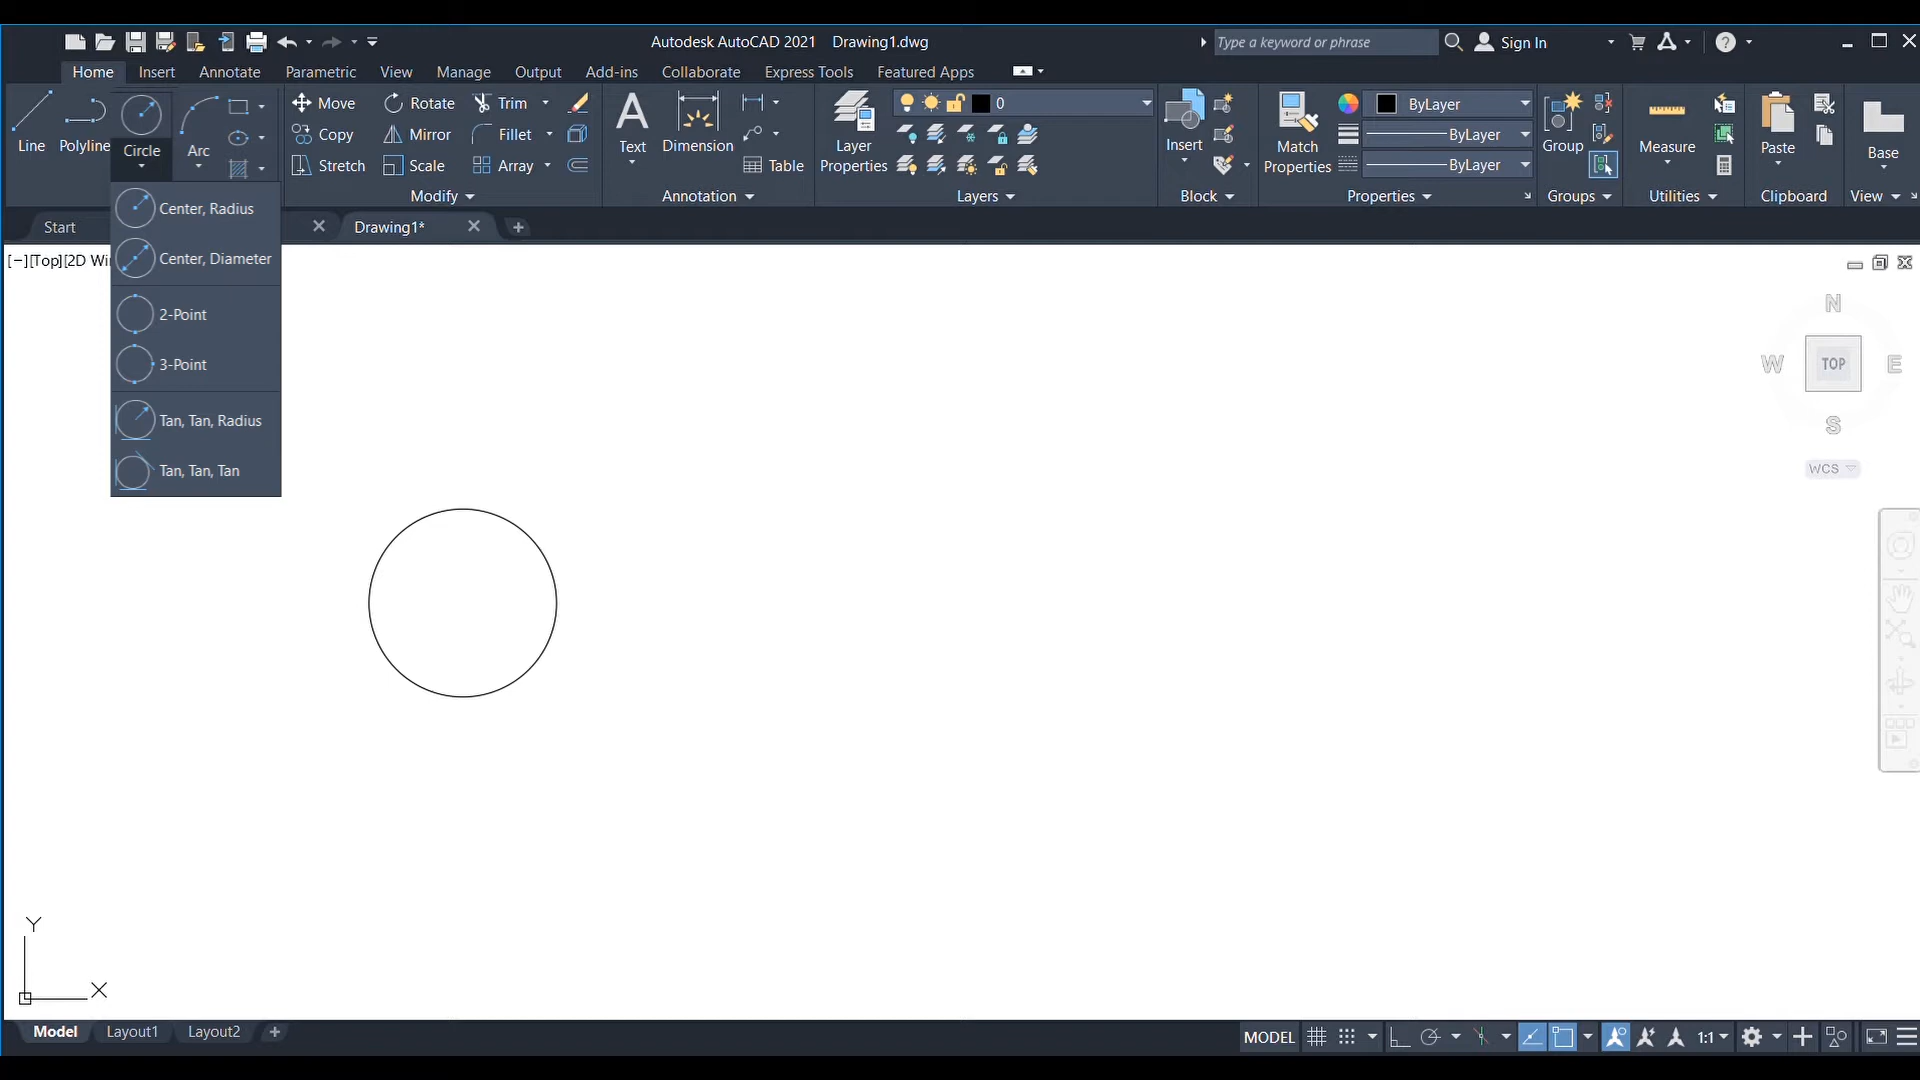 Autodesk AutoCAD 2021 Drawing1.dwg
Type a keyword or phrase
Sign In
Home Insert Annotate Parametric View Manage Output Add-ins Collaborate Express Tools Featured Apps
Line
Polyline
Circle
Arc
Move Rotate Trim
Copy Mirror Fillet
Stretch Scale Array
Modify
Text
Dimension
Table
Annotation
Layer
Properties
0
Layers
Insert
Block
Match
Properties
ByLayer
ByLayer
ByLayer
Properties
Group
Groups
Measure
Utilities
Paste
Clipboard
Base
View
Center, Radius
Center, Diameter
2-Point
3-Point
Tan, Tan, Radius
Tan, Tan, Tan
Start
Drawing1*
[−][Top][2D Wi
N
W TOP E
S
WCS
Y
X
Model Layout1 Layout2
MODEL
1:1